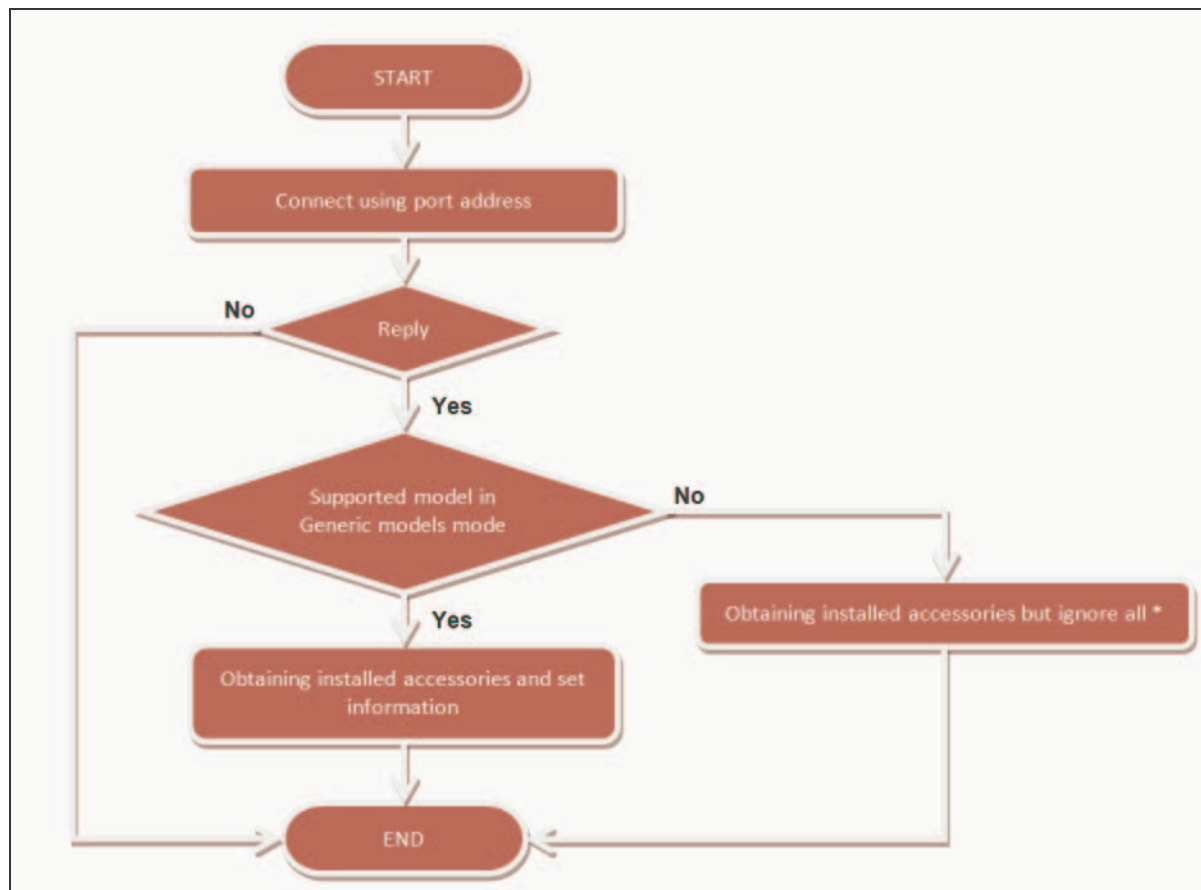 START
Connect using port address
No
Reply
Yes
Supported model in
Generic models mode
No
Obtaining installed accessories but ignore all *
Yes
Obtaining installed accessories and set
information
END